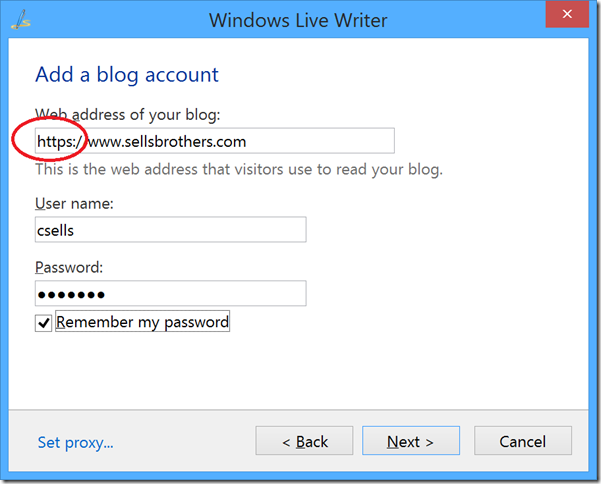 Windows Live Writer
Add a blog account
Web address of your blog:
https://www.sellsbrothers.com
This is the web address that visitors use to read your blog.
User name:
csells
Password:
●●●●●●●
Remember my password
Set proxy...
< Back
Next >
Cancel